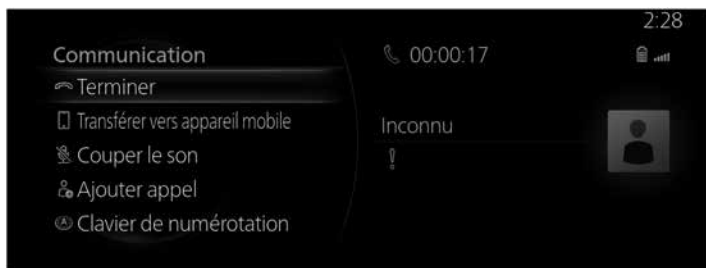 2:28
Communication
00:00:17
Terminer
Transférer vers appareil mobile
Inconnu
Couper le son
Ajouter appel
Clavier de numérotation